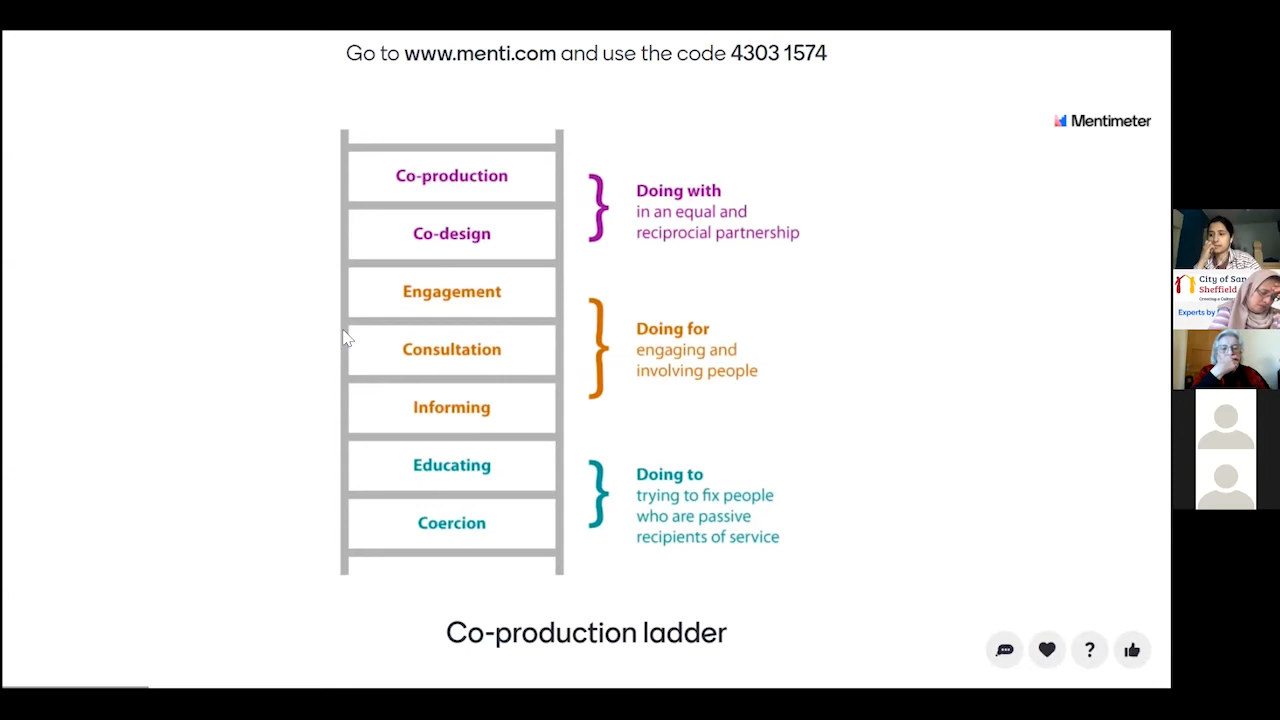 Go to www.menti.com and use the code 4303 1574
Mentimeter
Co-production
Co-design
Engagement
Consultation
Informing
Educating
Coercion
Doing with
in an equal and
reciprocial partnership
Doing for
engaging and
involving people
Doing to
trying to fix people
who are passive
recipients of service
Co-production ladder
?
City of San
Sheffield
Experts by